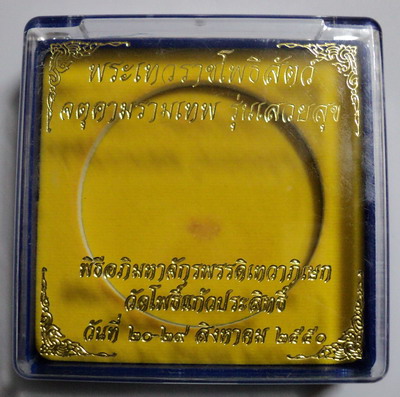 พระเทวราชโพธิสัตว์
จตุคามรามเทพ รุ่นเสวยสุข
พิธีอภิมหาจักรพรรดิเทวาภิเษก
วัดโพธิ์แก้วประสิทธิ์
วันที่ ๒๐-๒๙ สิงหาคม ๒๕๕๐